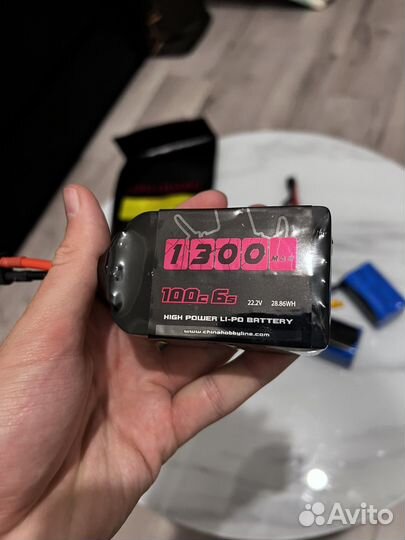 1300 MAH
100c 6s
22.2V 28.86WH
HIGH POWER LI-PO BATTERY
www.chinahobbyline.com
Avito